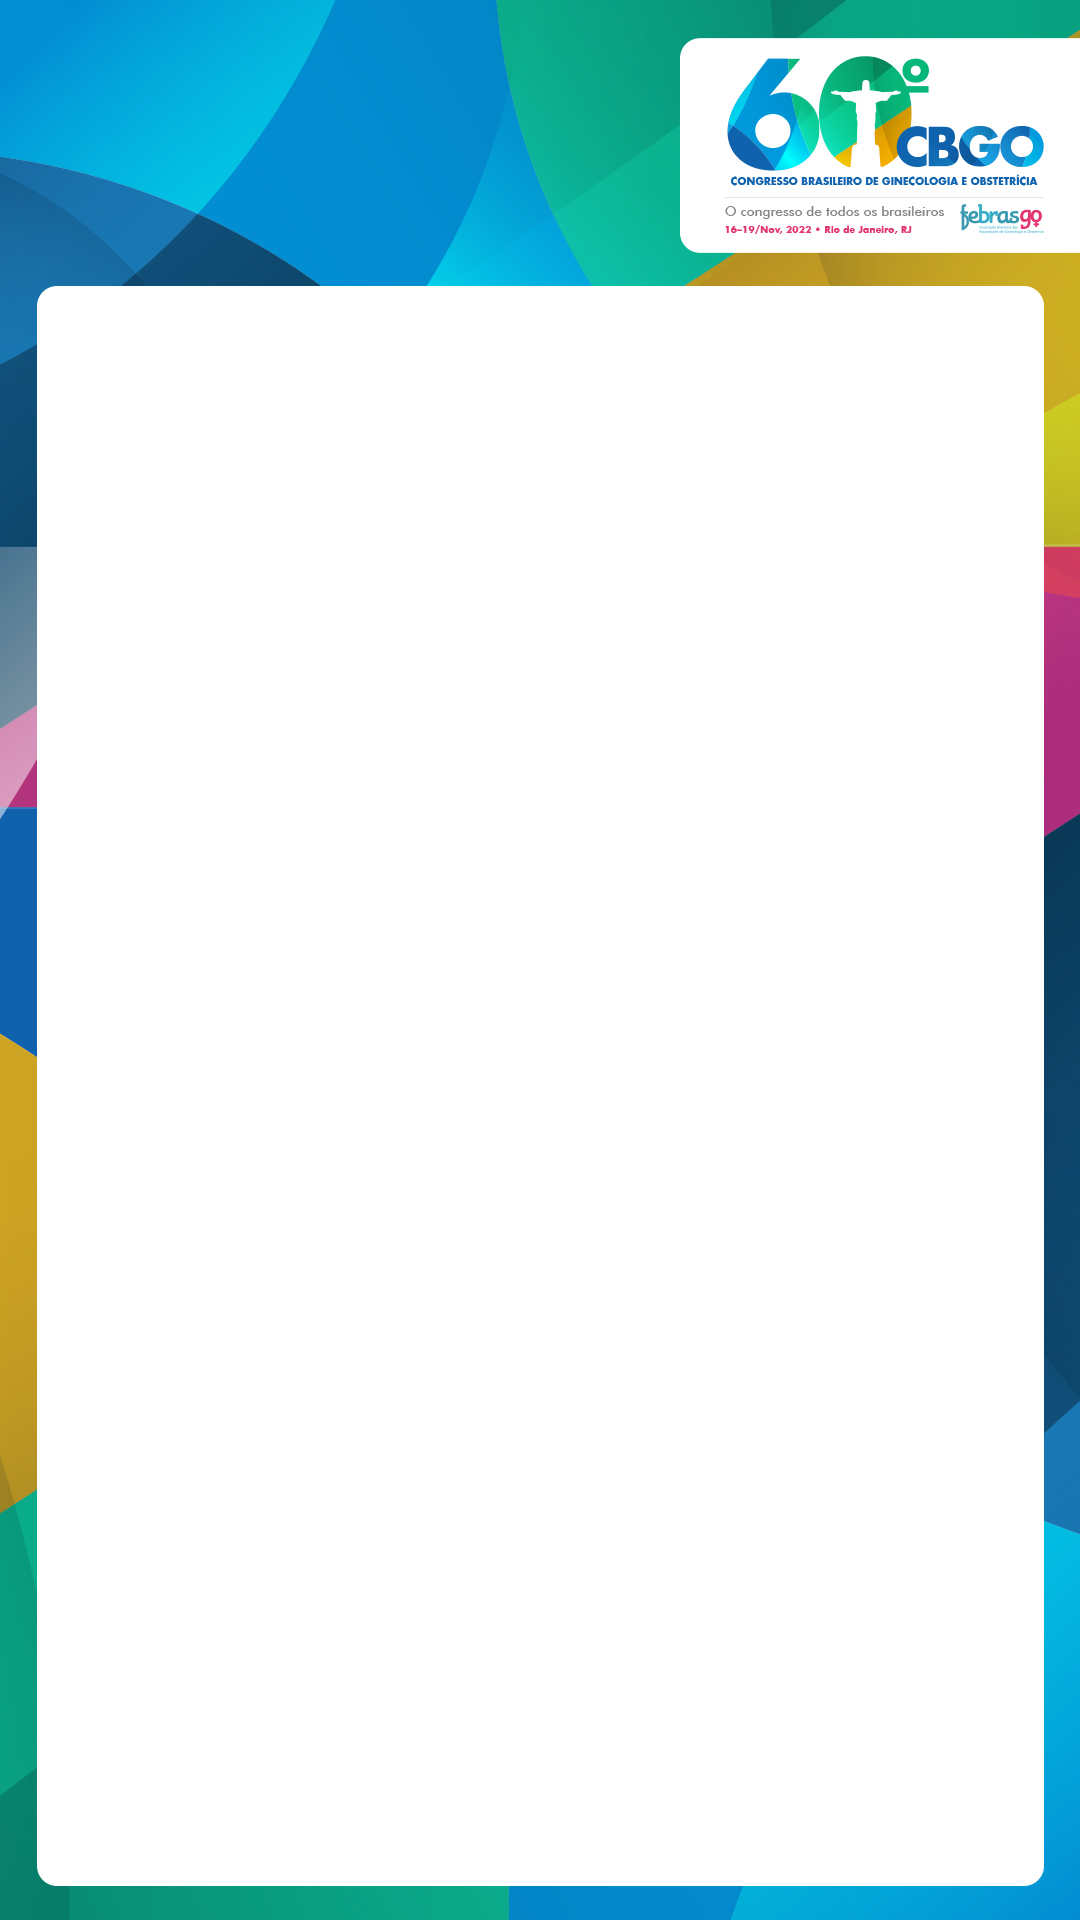 60º
CBGO
CONGRESSO BRASILEIRO DE GINECOLOGIA E OBSTETRÍCIA
O congresso de todos os brasileiros
16–19/Nov, 2022 • Rio de Janeiro, RJ
febrasgo